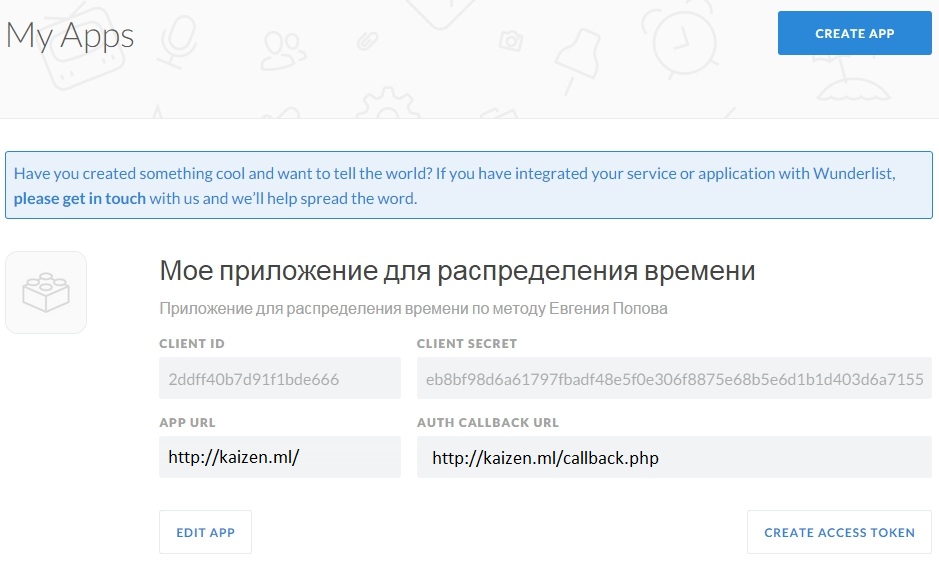 My Apps
CREATE APP
Have you created something cool and want to tell the world? If you have integrated your service or application with Wunderlist,
please get in touch with us and we'll help spread the word.
Мое приложение для распределения времени
Приложение для распределения времени по методу Евгения Попова
CLIENT ID
CLIENT SECRET
2ddff40b7d91f1bde666
eb8bf98d6a61797fbadf48e5f0e306f8875e68b5e6d1b1d403d6a7155
APP URL
AUTH CALLBACK URL
http://kaizen.ml/
http://kaizen.ml/callback.php
EDIT APP
CREATE ACCESS TOKEN